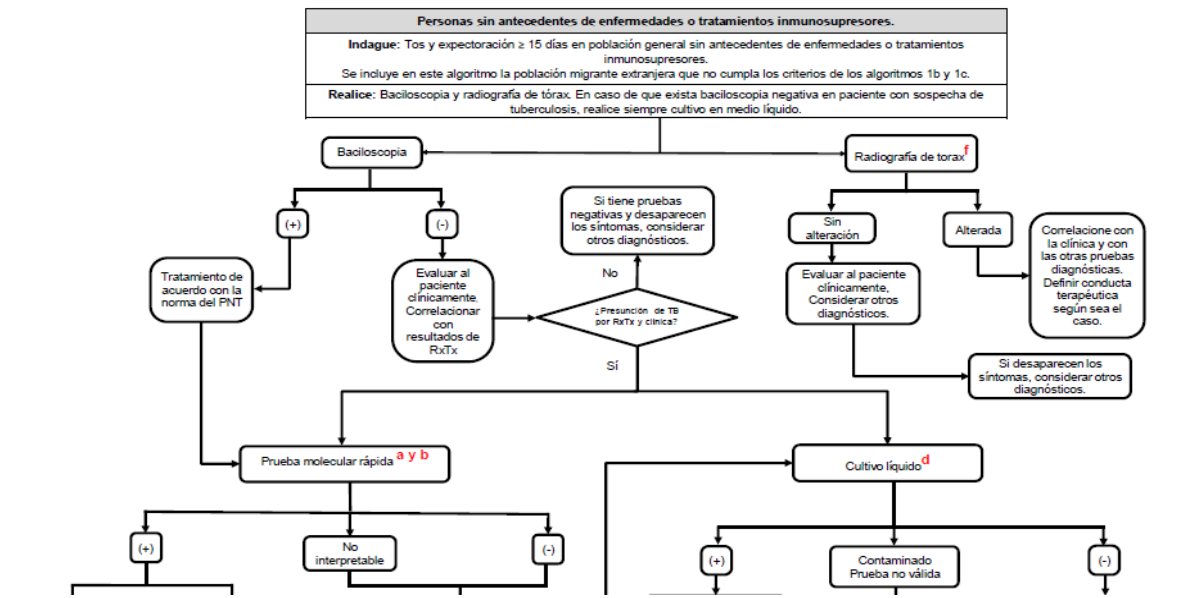 Personas sin antecedentes de enfermedades o tratamientos inmunosupresores.
Indague: Tos y expectoración ≥ 15 días en población general sin antecedentes de enfermedades o tratamientos
inmunosupresores.
Se incluye en este algoritmo la población migrante extranjera que no cumpla los criterios de los algoritmos 1b y 1c.
Realice: Baciloscopia y radiografía de tórax. En caso de que exista baciloscopia negativa en paciente con sospecha de
tuberculosis, realice siempre cultivo en medio líquido.
Baciloscopia
Radiografía de torax f
(+)
(-)
Si tiene pruebas
negativas y desaparecen
los síntomas, considerar
otros diagnósticos.
Sin
alteración
Alterada
Correlacione con
la clínica y con
las otras pruebas
diagnósticas.
Definir conducta
terapéutica
según sea el
caso.
Tratamiento de
acuerdo con la
norma del PNT
Evaluar al
paciente
clínicamente.
Correlacionar
con
resultados de
RxTx
No
¿Presunción de TB
por RxTx y clínica?
Sí
Evaluar al paciente
clínicamente,
Considerar otros
diagnósticos.
Si desaparecen los
síntomas, considerar otros
diagnósticos.
Prueba molecular rápida a y b
Cultivo líquido d
(+)
No
interpretable
(-)
(+)
Contaminado
Prueba no válida
(-)